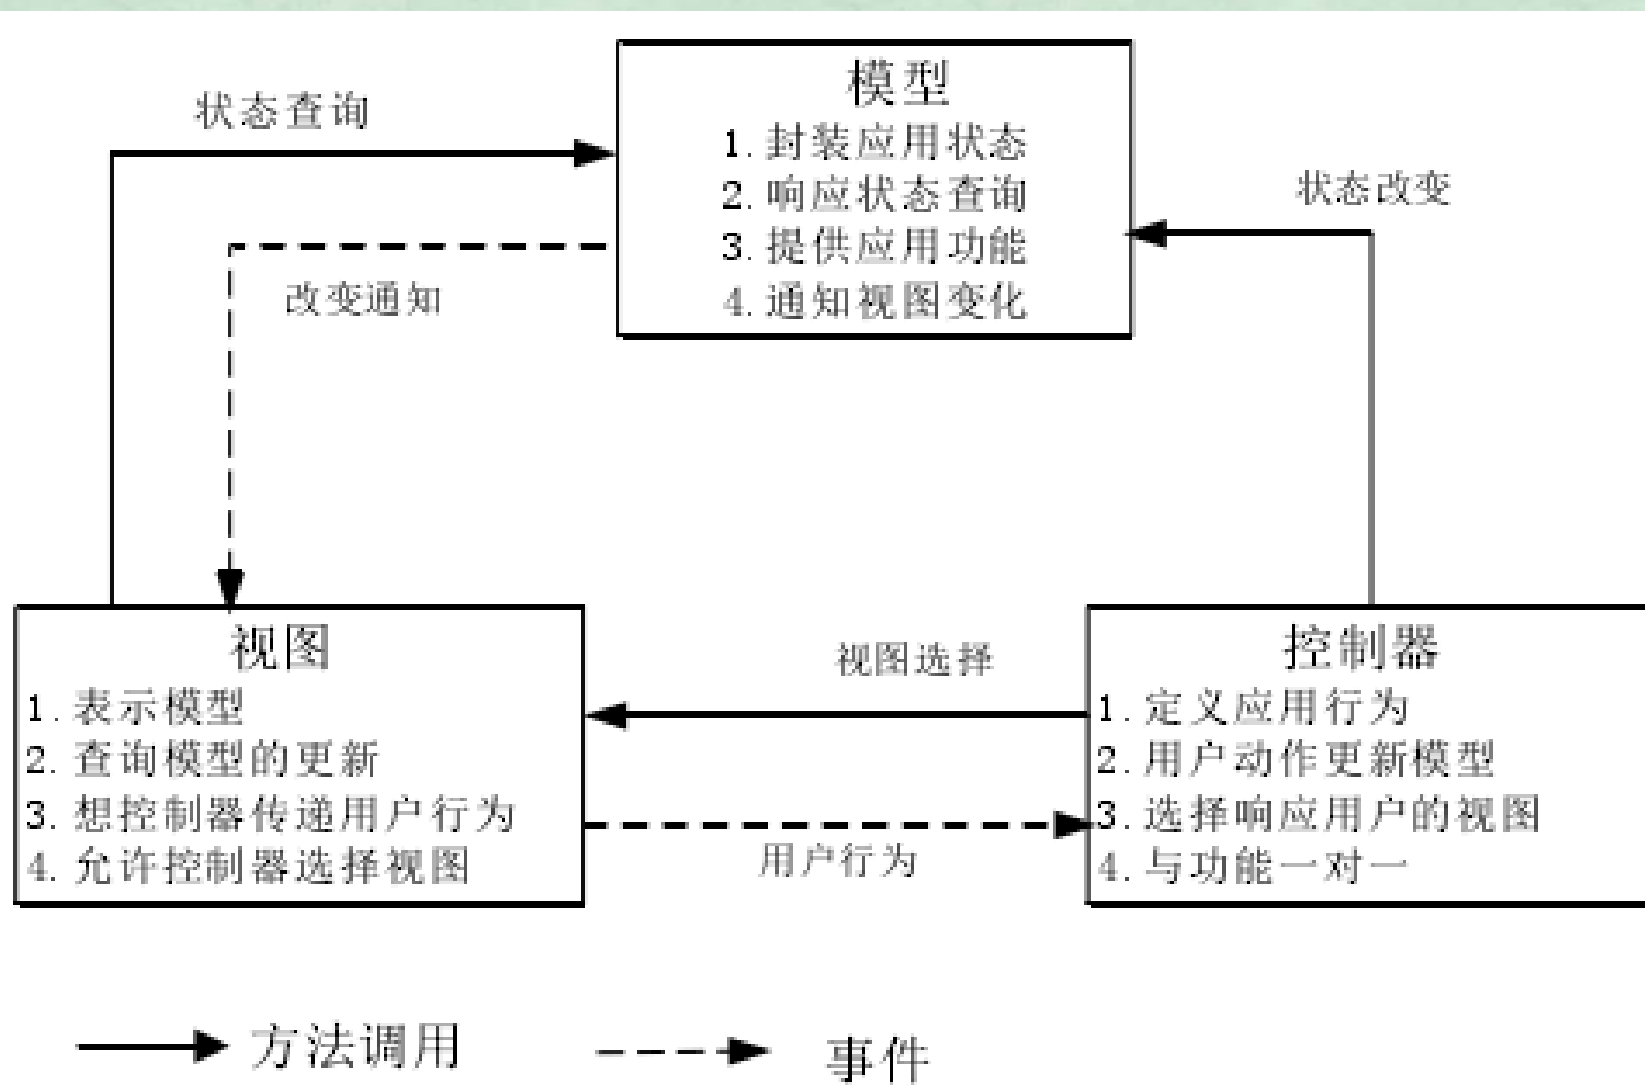 状态查询
模型
1. 封装应用状态
2. 响应状态查询
3. 提供应用功能
4. 通知视图变化
状态改变
改变通知
视图
1. 表示模型
2. 查询模型的更新
3. 想控制器传递用户行为
4. 允许控制器选择视图
视图选择
用户行为
控制器
1. 定义应用行为
2. 用户动作更新模型
3. 选择响应用户的视图
4. 与功能一对一
方法调用
事件